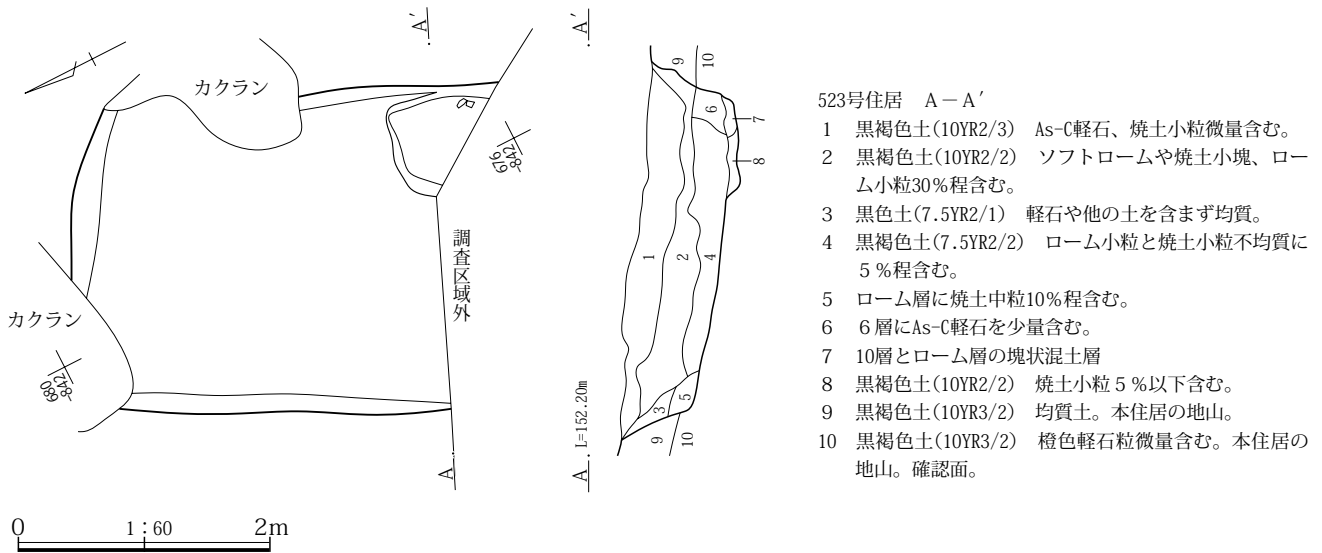 カクラン
カクラン
調査区域外
A′
A
676
-842
680
-842
A′
A
L=152.20m
1
2
3
4
5
6
7
8
9
10
9
10
523号住居　A－A′
1　黒褐色土(10YR2/3)　As-C軽石、焼土小粒微量含む。
2　黒褐色土(10YR2/2)　ソフトロームや焼土小塊、ロー
ム小粒30%程含む。
3　黒色土(7.5YR2/1)　軽石や他の土を含まず均質。
4　黒褐色土(7.5YR2/2)　ローム小粒と焼土小粒不均質に
５%程含む。
5　ローム層に焼土中粒10%程含む。
6　６層にAs-C軽石を少量含む。
7　10層とローム層の塊状混土層
8　黒褐色土(10YR2/2)　焼土小粒５%以下含む。
9　黒褐色土(10YR3/2)　均質土。本住居の地山。
10　黒褐色土(10YR3/2)　橙色軽石粒微量含む。本住居の
地山。確認面。
0　1：60　2m